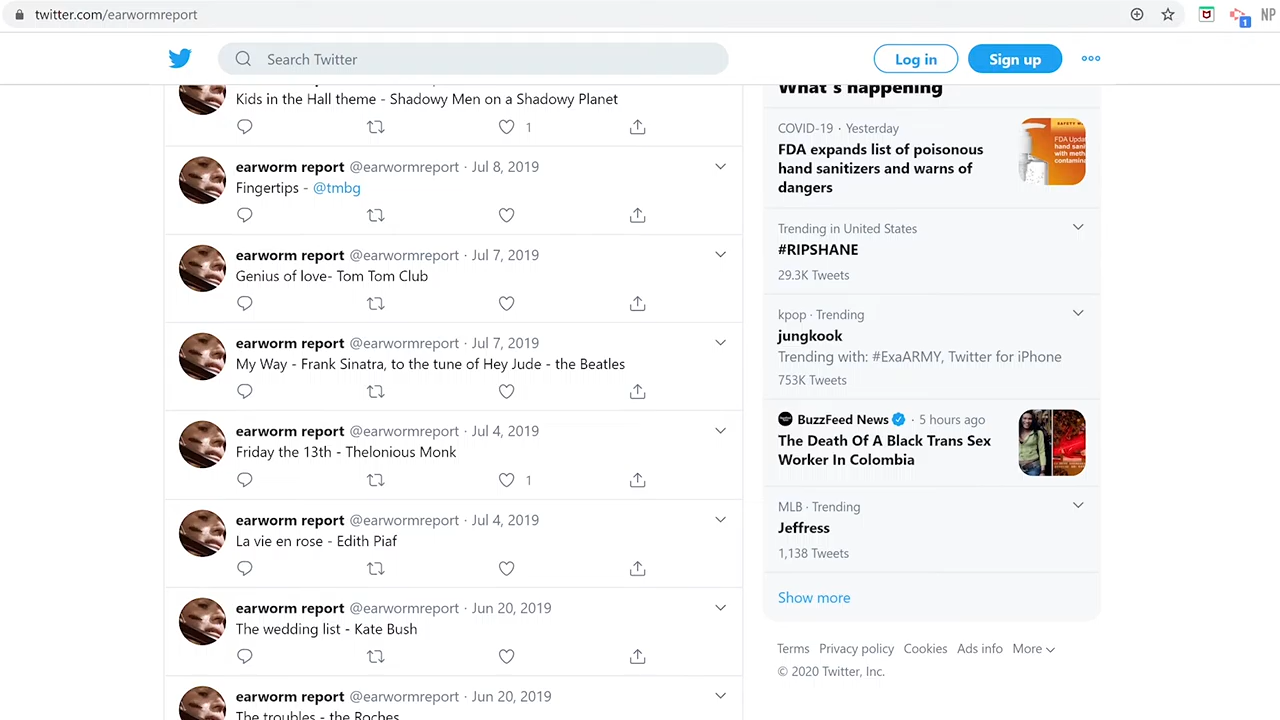 twitter.com/earwormreport
1
NP
Search Twitter
Log in
Sign up
Kids in the Hall theme - Shadowy Men on a Shadowy Planet
1
earworm report @earwormreport · Jul 8, 2019
Fingertips - @tmbg
earworm report @earwormreport · Jul 7, 2019
Genius of love- Tom Tom Club
earworm report @earwormreport · Jul 7, 2019
My Way - Frank Sinatra, to the tune of Hey Jude - the Beatles
earworm report @earwormreport · Jul 4, 2019
Friday the 13th - Thelonious Monk
1
earworm report @earwormreport · Jul 4, 2019
La vie en rose - Edith Piaf
earworm report @earwormreport · Jun 20, 2019
The wedding list - Kate Bush
earworm report @earwormreport · Jun 20, 2019
The troubles - the Roches
What's happening
COVID-19 · Yesterday
FDA expands list of poisonous
hand sanitizers and warns of
dangers
Trending in United States
#RIPSHANE
29.3K Tweets
kpop · Trending
jungkook
Trending with: #ExaARMY, Twitter for iPhone
753K Tweets
BuzzFeed News · 5 hours ago
The Death Of A Black Trans Sex
Worker In Colombia
MLB · Trending
Jeffress
1,138 Tweets
Show more
Terms Privacy policy Cookies Ads info More
© 2020 Twitter, Inc.